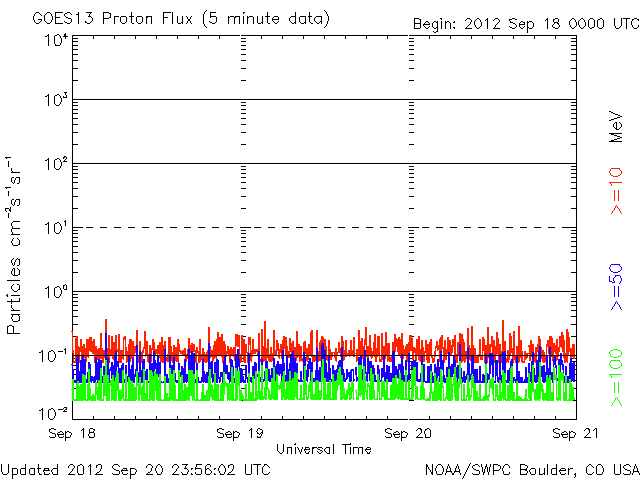 GOES13 Proton Flux (5 minute data)
Begin: 2012 Sep 18 0000 UTC
Particles cm⁻²s⁻¹sr⁻¹
10⁴
10³
10²
10¹
10⁰
10⁻¹
10⁻²
MeV
>=10
>=50
>=100
Sep 18
Sep 19
Sep 20
Sep 21
Universal Time
Updated 2012 Sep 20 23:56:02 UTC
NOAA/SWPC Boulder, CO USA